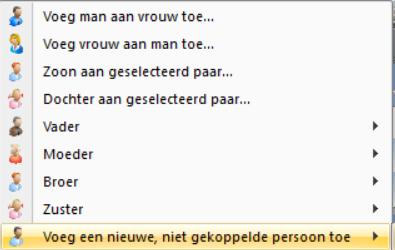 Voeg man aan vrouw toe...
Voeg vrouw aan man toe...
Zoon aan geselecteerd paar...
Dochter aan geselecteerd paar...
Vader
Moeder
Broer
Zuster
Voeg een nieuwe, niet gekoppelde persoon toe